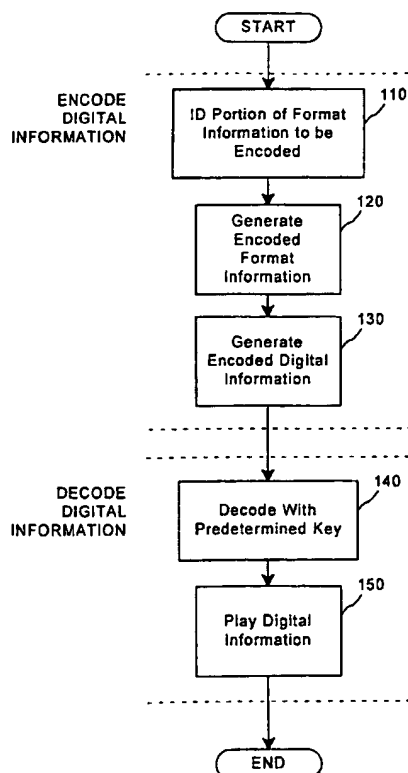 START
ENCODE
DIGITAL
INFORMATION
110
ID Portion of Format
Information to be
Encoded
120
Generate
Encoded
Format
Information
130
Generate
Encoded Digital
Information
DECODE
DIGITAL
INFORMATION
140
Decode With
Predetermined Key
150
Play Digital
Information
END